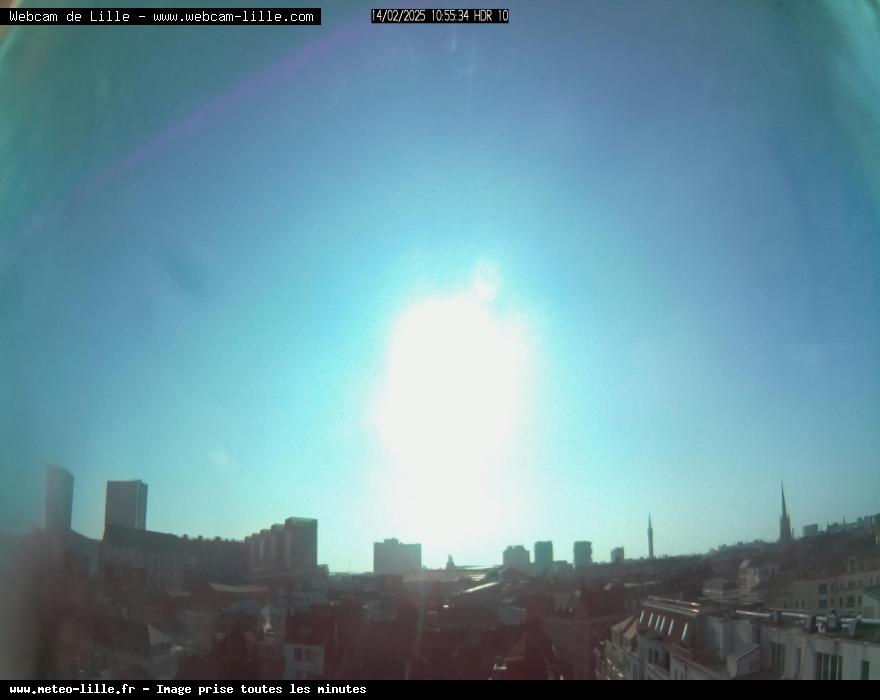 Webcam de Lille - www.webcam-lille.com
14/02/2025 10:55:34 HDR 10
www.meteo-lille.fr - Image prise toutes les minutes